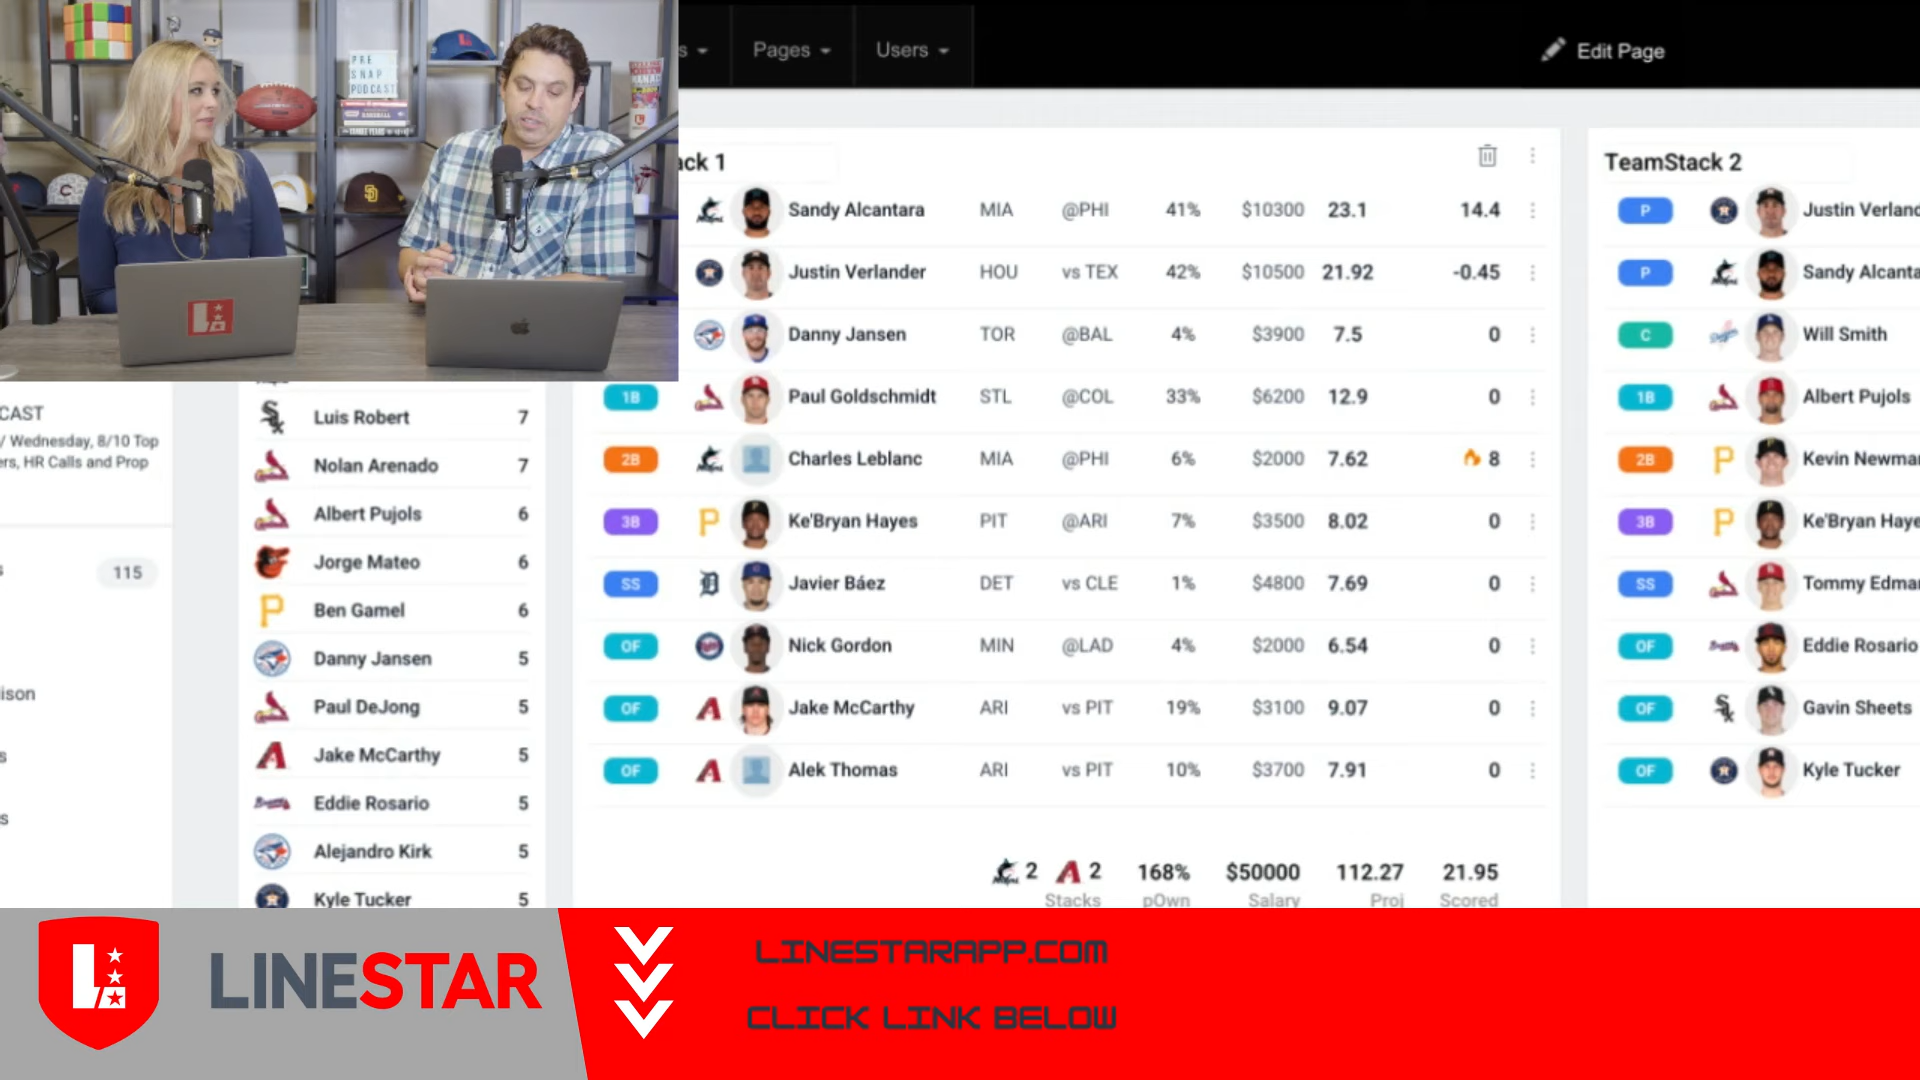 PRE
SNAP
PODCAST
s Pages Users Edit Page
ack 1
TeamStack 2
Sandy Alcantara MIA @PHI 41% $10300 23.1 14.4
Justin Verlander HOU vs TEX 42% $10500 21.92 -0.45
Danny Jansen TOR @BAL 4% $3900 7.5 0
1B Paul Goldschmidt STL @COL 33% $6200 12.9 0
2B Charles Leblanc MIA @PHI 6% $2000 7.62 8
3B Ke'Bryan Hayes PIT @ARI 7% $3500 8.02 0
SS Javier Báez DET vs CLE 1% $4800 7.69 0
OF Nick Gordon MIN @LAD 4% $2000 6.54 0
OF Jake McCarthy ARI vs PIT 19% $3100 9.07 0
OF Alek Thomas ARI vs PIT 10% $3700 7.91 0
2 2 168% $50000 112.27 21.95
Stacks pOwn Salary Proj Scored
P Justin Verland
P Sandy Alcanta
C Will Smith
1B Albert Pujols
2B Kevin Newma
3B Ke'Bryan Haye
SS Tommy Edma
OF Eddie Rosario
OF Gavin Sheets
OF Kyle Tucker
CAST
/ Wednesday, 8/10 Top
ers, HR Calls and Prop
s 115
lison
s
s
Luis Robert 7
Nolan Arenado 7
Albert Pujols 6
Jorge Mateo 6
Ben Gamel 6
Danny Jansen 5
Paul DeJong 5
Jake McCarthy 5
Eddie Rosario 5
Alejandro Kirk 5
Kyle Tucker 5
LINESTAR
LINESTARAPP.COM
CLICK LINK BELOW